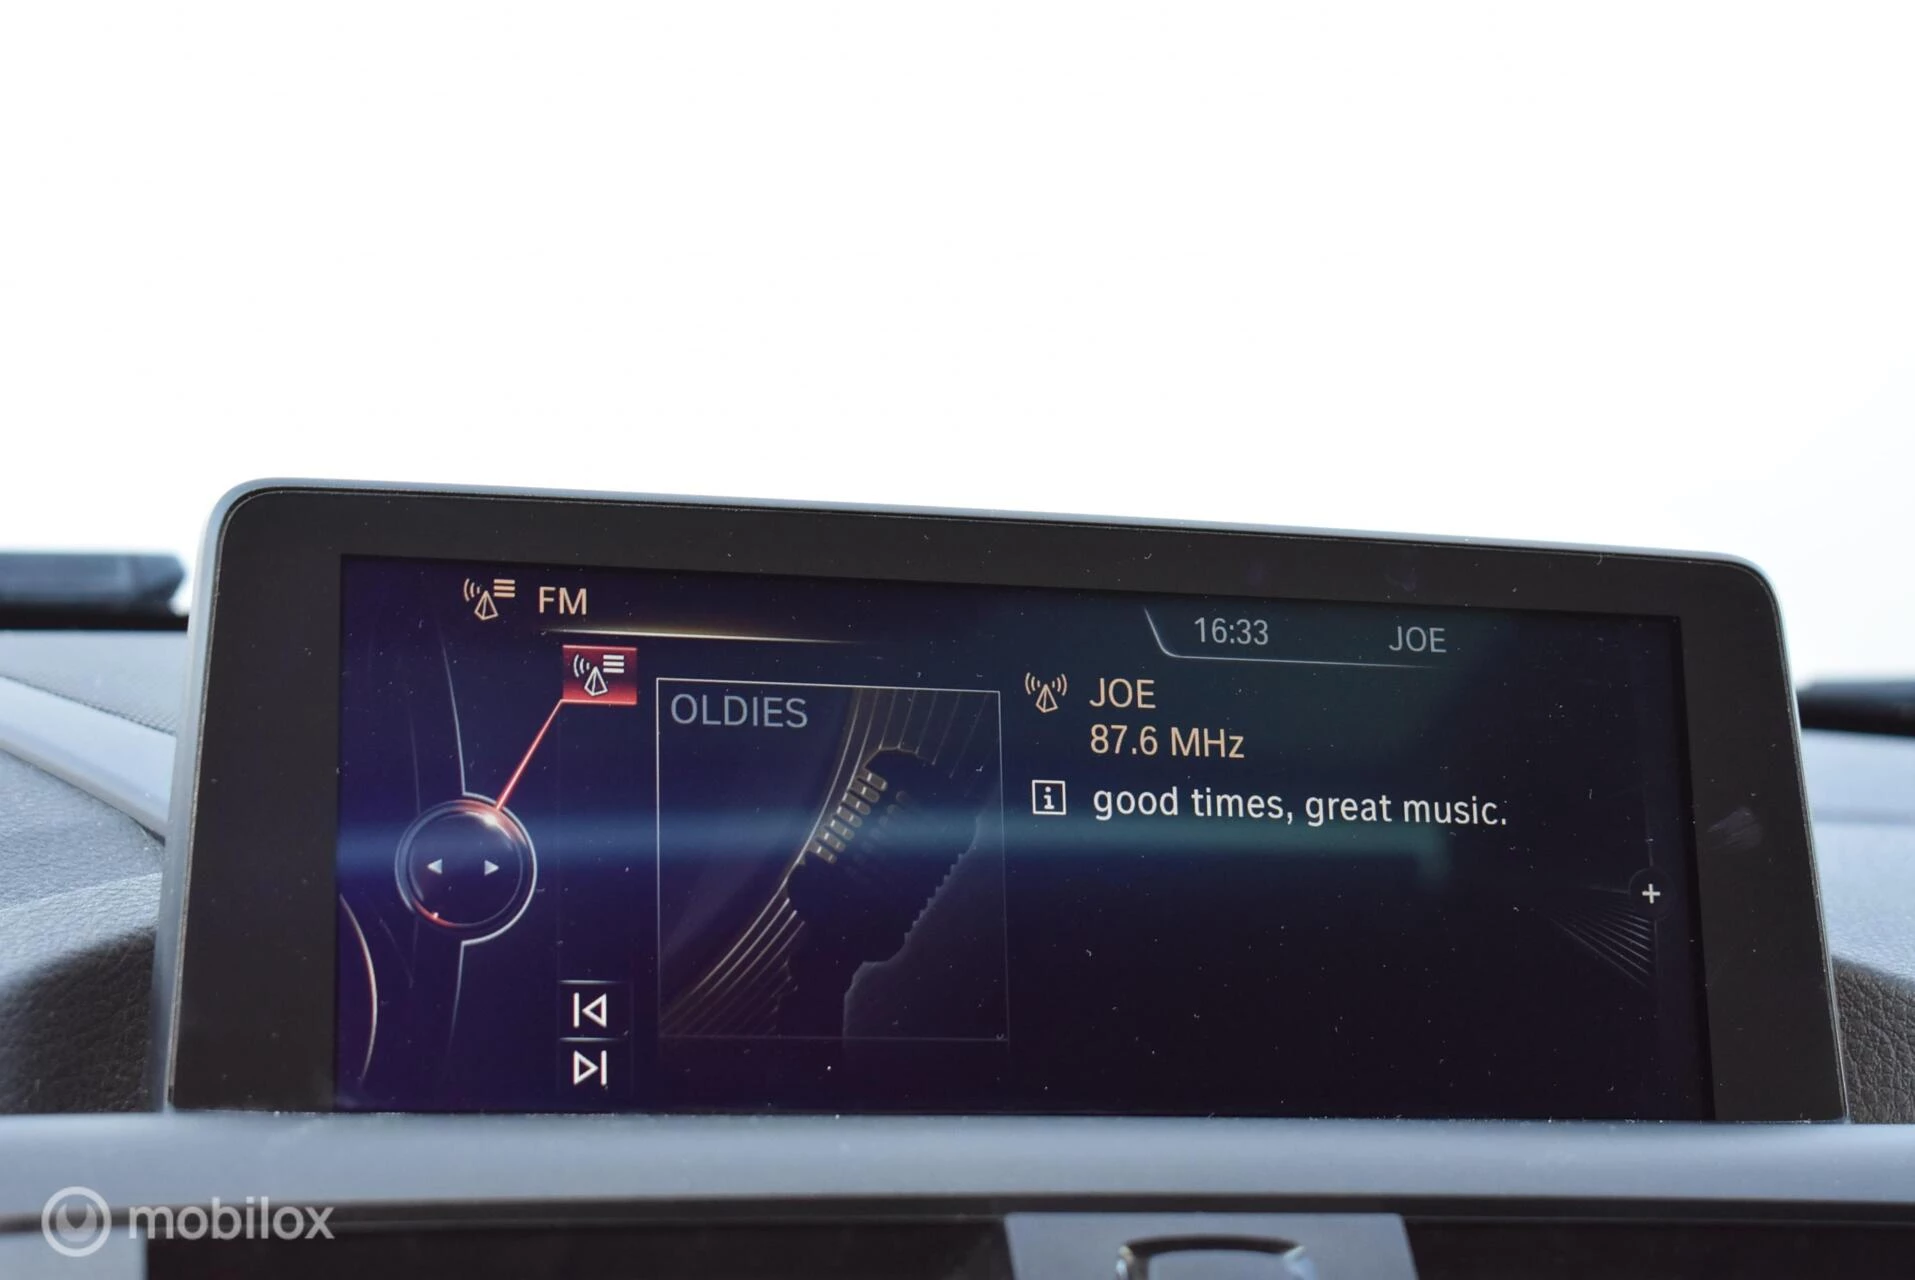 FM
16:33 JOE
OLDIES
JOE
87.6 MHz
i good times, great music.
+
mobilox